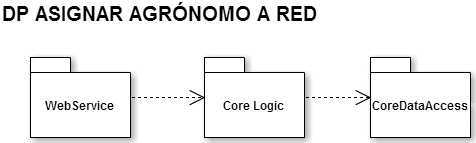 DP ASIGNAR AGRÓNOMO A RED
WebService
Core Logic
CoreDataAccess